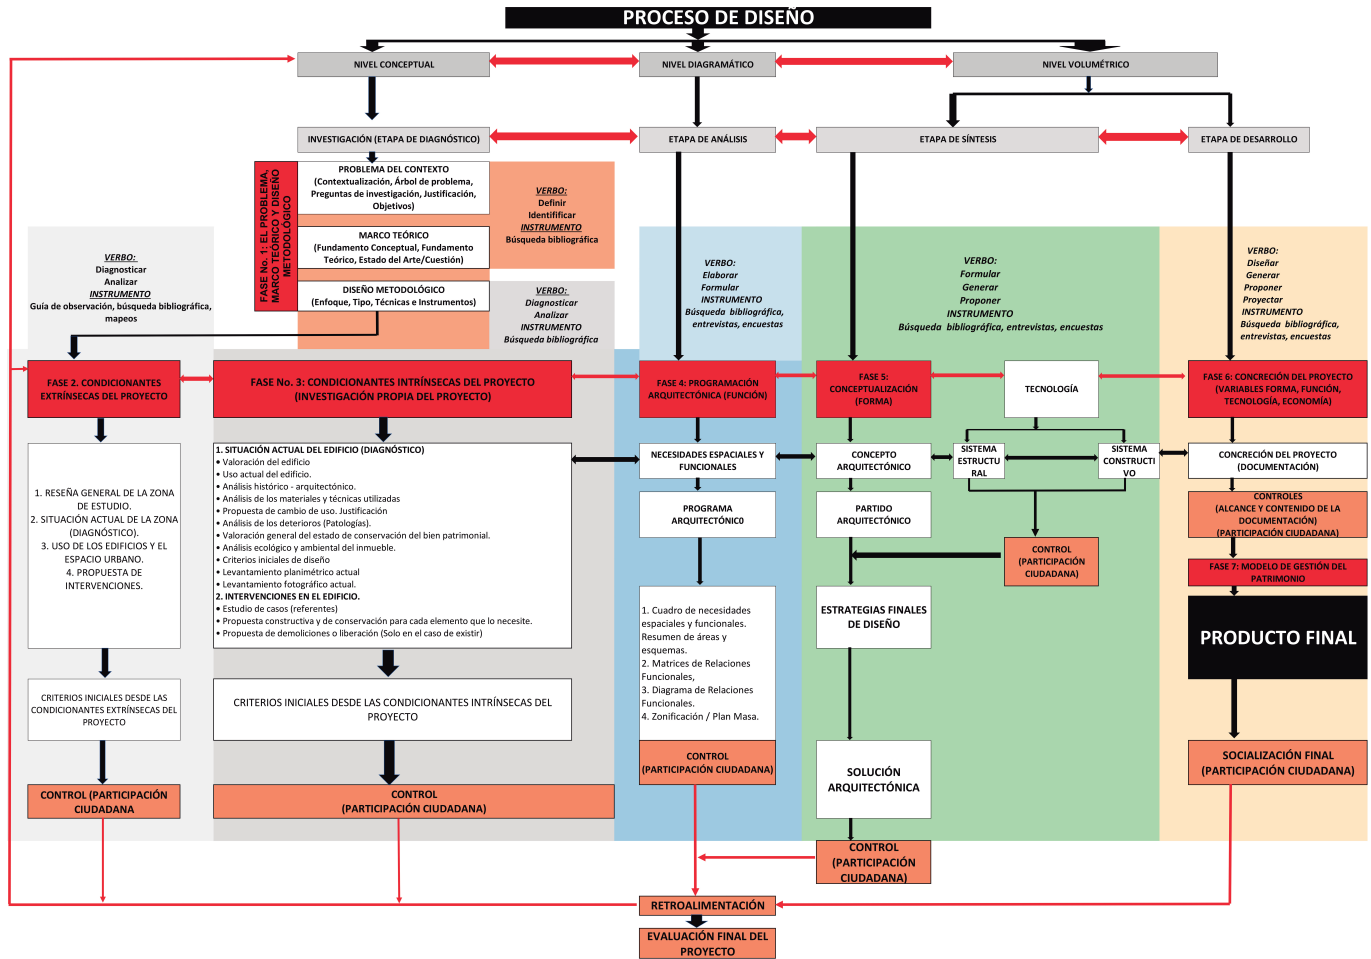 PROCESO DE DISEÑO
NIVEL CONCEPTUAL
NIVEL DIAGRAMÁTICO
NIVEL VOLUMÉTRICO
INVESTIGACIÓN (ETAPA DE DIAGNÓSTICO)
ETAPA DE ANÁLISIS
ETAPA DE SÍNTESIS
ETAPA DE DESARROLLO
FASE No. 1: EL PROBLEMA,
MARCO TEÓRICO Y DISEÑO
METODOLÓGICO
PROBLEMA DEL CONTEXTO
(Contextualización, Árbol de problema,
Preguntas de investigación, Justificación,
Objetivos)
MARCO TEÓRICO
(Fundamento Conceptual, Fundamento
Teórico, Estado del Arte/Cuestión)
DISEÑO METODOLÓGICO
(Enfoque, Tipo, Técnicas e Instrumentos)
VERBO:
Definir
Identifificar
INSTRUMENTO
Búsqueda bibliográfica
VERBO:
Diagnosticar
Analizar
INSTRUMENTO
Guía de observación, búsqueda bibliográfica,
mapeos
VERBO:
Diagnosticar
Analizar
INSTRUMENTO
Búsqueda bibliográfica
VERBO:
Elaborar
Formular
INSTRUMENTO
Búsqueda bibliográfica,
entrevistas, encuestas
VERBO:
Formular
Generar
Proponer
INSTRUMENTO
Búsqueda bibliográfica, entrevistas, encuestas
VERBO:
Diseñar
Generar
Proponer
Proyectar
INSTRUMENTO
Búsqueda bibliográfica,
entrevistas, encuestas
FASE 2. CONDICIONANTES
EXTRÍNSECAS DEL PROYECTO
FASE No. 3: CONDICIONANTES INTRÍNSECAS DEL PROYECTO
(INVESTIGACIÓN PROPIA DEL PROYECTO)
FASE 4: PROGRAMACIÓN
ARQUITECTÓNICA (FUNCIÓN)
FASE 5:
CONCEPTUALIZACIÓN
(FORMA)
TECNOLOGÍA
FASE 6: CONCRECIÓN DEL PROYECTO
(VARIABLES FORMA, FUNCIÓN,
TECNOLOGÍA, ECONOMÍA)
1. RESEÑA GENERAL DE LA ZONA
DE ESTUDIO.
2. SITUACIÓN ACTUAL DE LA ZONA
(DIAGNÓSTICO).
3. USO DE LOS EDIFICIOS Y EL
ESPACIO URBANO.
4. PROPUESTA DE
INTERVENCIONES.
1. SITUACIÓN ACTUAL DEL EDIFICIO (DIAGNÓSTICO)
• Valoración del edificio
• Uso actual del edificio.
• Análisis histórico - arquitectónico.
• Análisis de los materiales y técnicas utilizadas
• Propuesta de cambio de uso. Justificación
• Análisis de los deterioros (Patologías).
• Valoración general del estado de conservación del bien patrimonial.
• Análisis ecológico y ambiental del inmueble.
• Criterios iniciales de diseño
• Levantamiento planimétrico actual
• Levantamiento fotográfico actual.
2. INTERVENCIONES EN EL EDIFICIO.
• Estudio de casos (referentes)
• Propuesta constructiva y de conservación para cada elemento que lo necesite.
• Propuesta de demoliciones o liberación (Solo en el caso de existir)
NECESIDADES ESPACIALES Y
FUNCIONALES
PROGRAMA
ARQUITECTÓNIC0
1. Cuadro de necesidades
espaciales y funcionales.
Resumen de áreas y
esquemas.
2. Matrices de Relaciones
Funcionales,
3. Diagrama de Relaciones
Funcionales.
4. Zonificación / Plan Masa.
CONTROL
(PARTICIPACIÓN CIUDADANA)
CONCEPTO
ARQUITECTÓNICO
SISTEMA
ESTRUCTU
RAL
SISTEMA
CONSTRUCTI
VO
PARTIDO
ARQUITECTÓNICO
CONTROL
(PARTICIPACIÓN
CIUDADANA)
ESTRATEGIAS FINALES
DE DISEÑO
SOLUCIÓN
ARQUITECTÓNICA
CONTROL
(PARTICIPACIÓN
CIUDADANA)
CONCRECIÓN DEL PROYECTO
(DOCUMENTACIÓN)
CONTROLES
(ALCANCE Y CONTENIDO DE LA
DOCUMENTACIÓN)
(PARTICIPACIÓN CIUDADANA)
FASE 7: MODELO DE GESTIÓN DEL
PATRIMONIO
PRODUCTO FINAL
SOCIALIZACIÓN FINAL
(PARTICIPACIÓN CIUDADANA)
CRITERIOS INICIALES DESDE LAS
CONDICIONANTES EXTRÍNSECAS DEL
PROYECTO
CRITERIOS INICIALES DESDE LAS CONDICIONANTES INTRÍNSECAS DEL
PROYECTO
CONTROL (PARTICIPACIÓN
CIUDADANA
CONTROL
(PARTICIPACIÓN CIUDADANA)
RETROALIMENTACIÓN
EVALUACIÓN FINAL DEL
PROYECTO